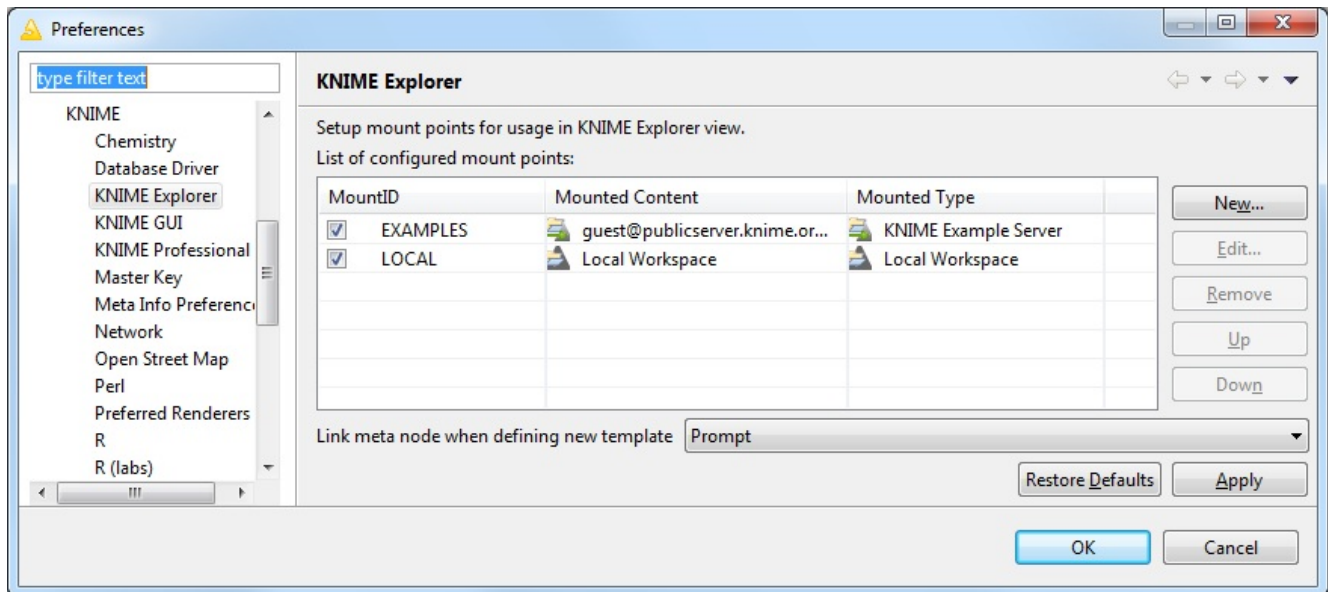 Preferences
type filter text
KNIME
Chemistry
Database Driver
KNIME Explorer
KNIME GUI
KNIME Professional
Master Key
Meta Info Preferenc
Network
Open Street Map
Perl
Preferred Renderers
R
R (labs)
KNIME Explorer
Setup mount points for usage in KNIME Explorer view.
List of configured mount points:
MountID Mounted Content Mounted Type
EXAMPLES guest@publicserver.knime.or... KNIME Example Server
LOCAL Local Workspace Local Workspace
New...
Edit...
Remove
Up
Down
Link meta node when defining new template Prompt
Restore Defaults Apply
OK Cancel